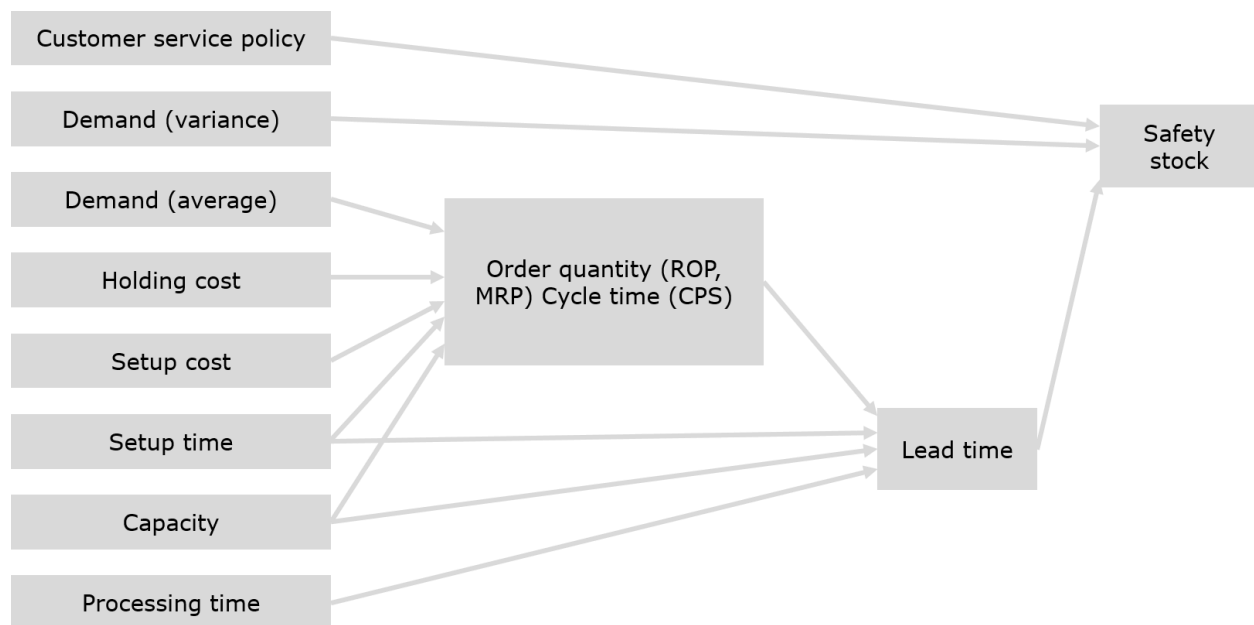 Customer service policy
Demand (variance)
Safety
stock
Demand (average)
Holding cost
Order quantity (ROP,
MRP) Cycle time (CPS)
Setup cost
Setup time
Lead time
Capacity
Processing time